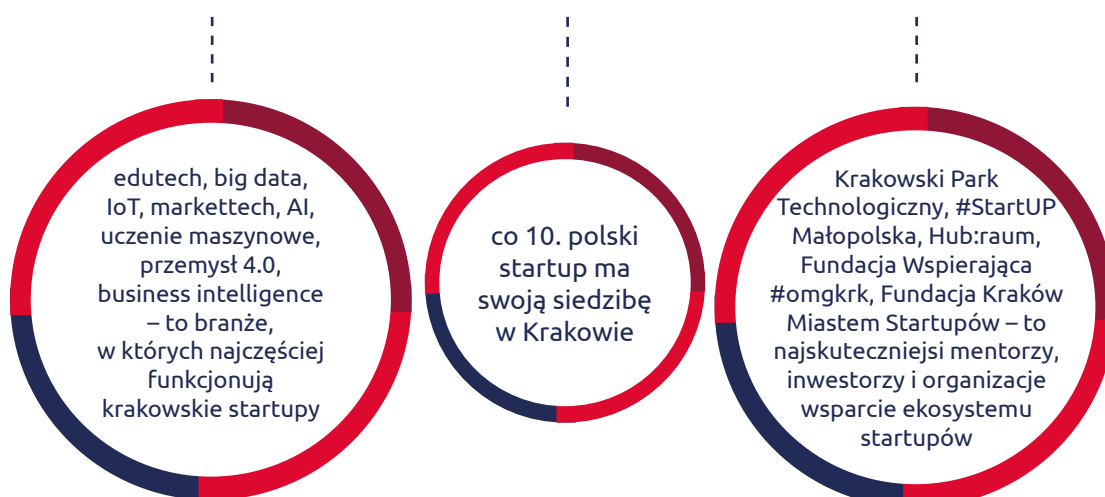 edutech, big data,
IoT, markettech, AI,
uczenie maszynowe,
przemysł 4.0,
business intelligence
– to branże,
w których najczęściej
funkcjonują
krakowskie startupy
co 10. polski
startup ma
swoją siedzibę
w Krakowie
Krakowski Park
Technologiczny, #StartUP
Małopolska, Hub:raum,
Fundacja Wspierająca
#omgkrk, Fundacja Kraków
Miastem Startupów – to
najskuteczniejsi mentorzy,
inwestorzy i organizacje
wsparcie ekosystemu
startupów